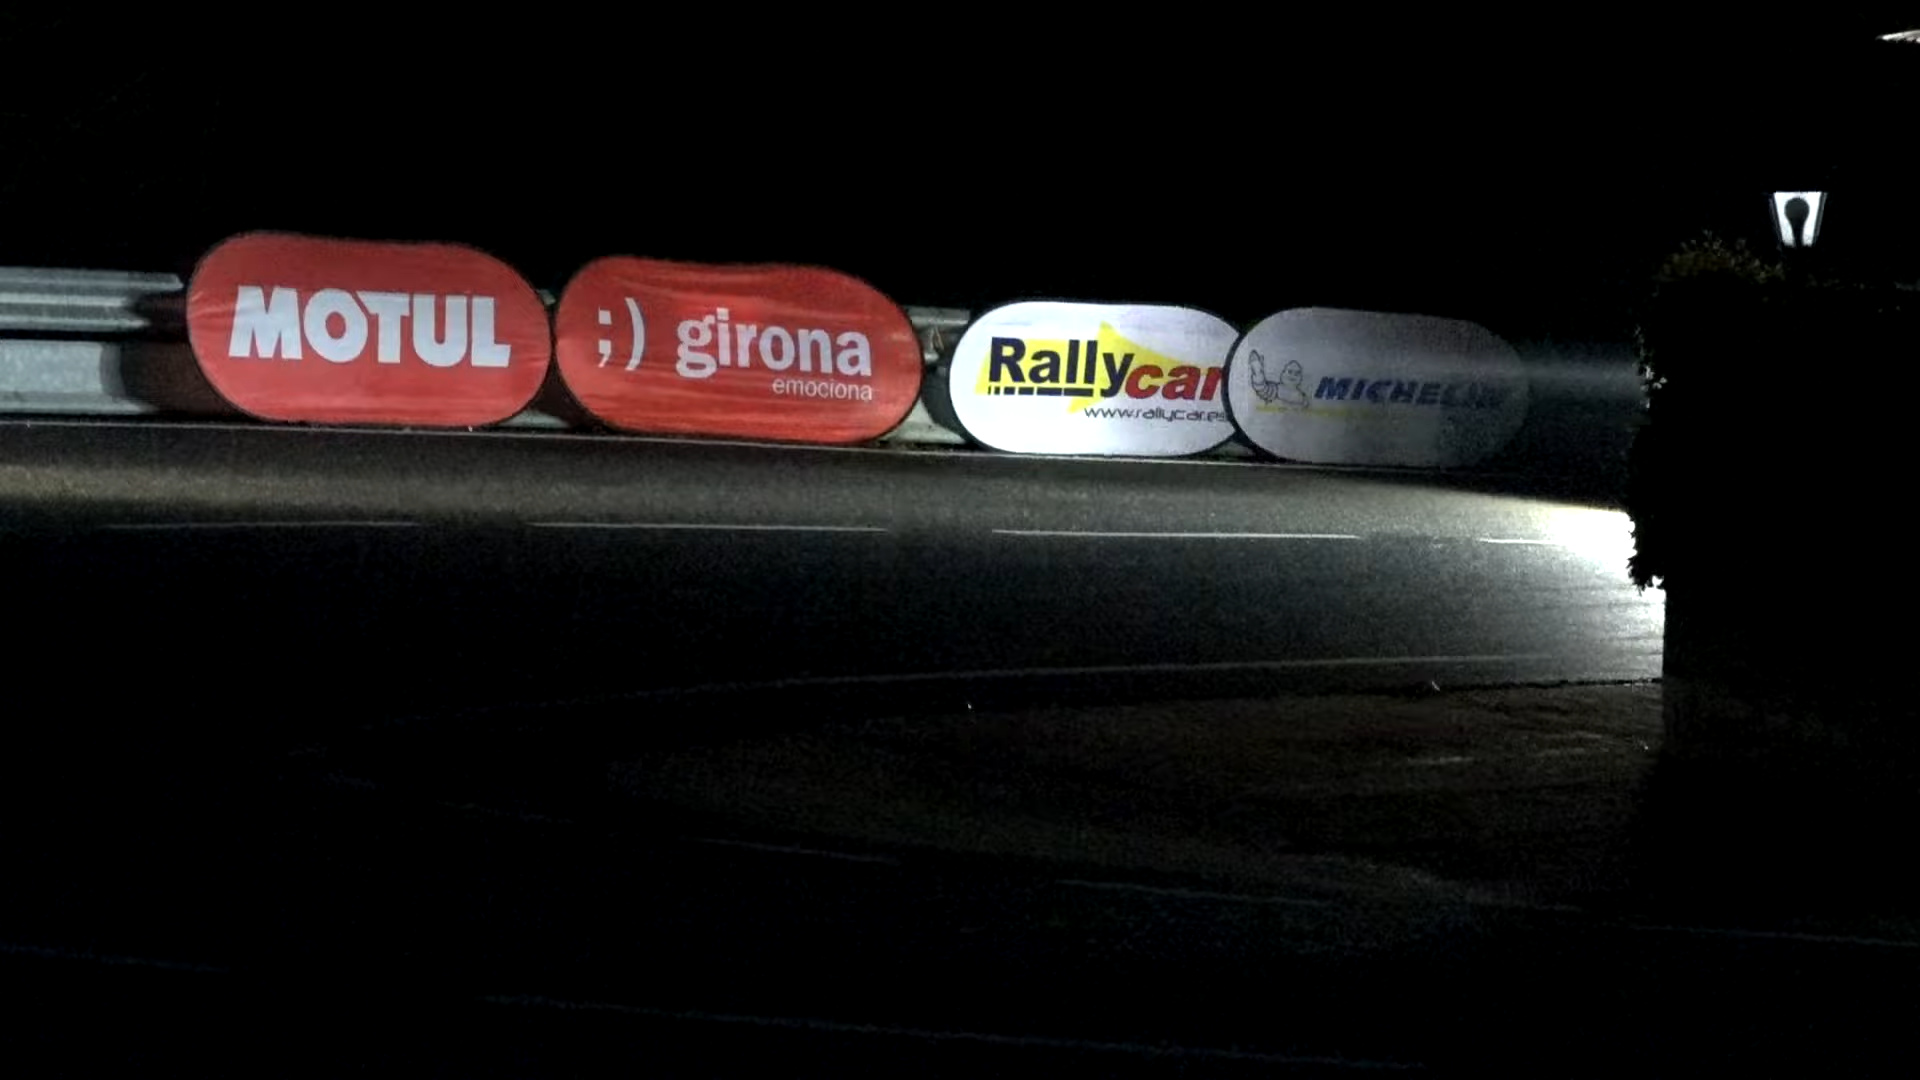 MOTUL
;) girona
emociona
Rallycar
www.rallycar.es
MICHELIN